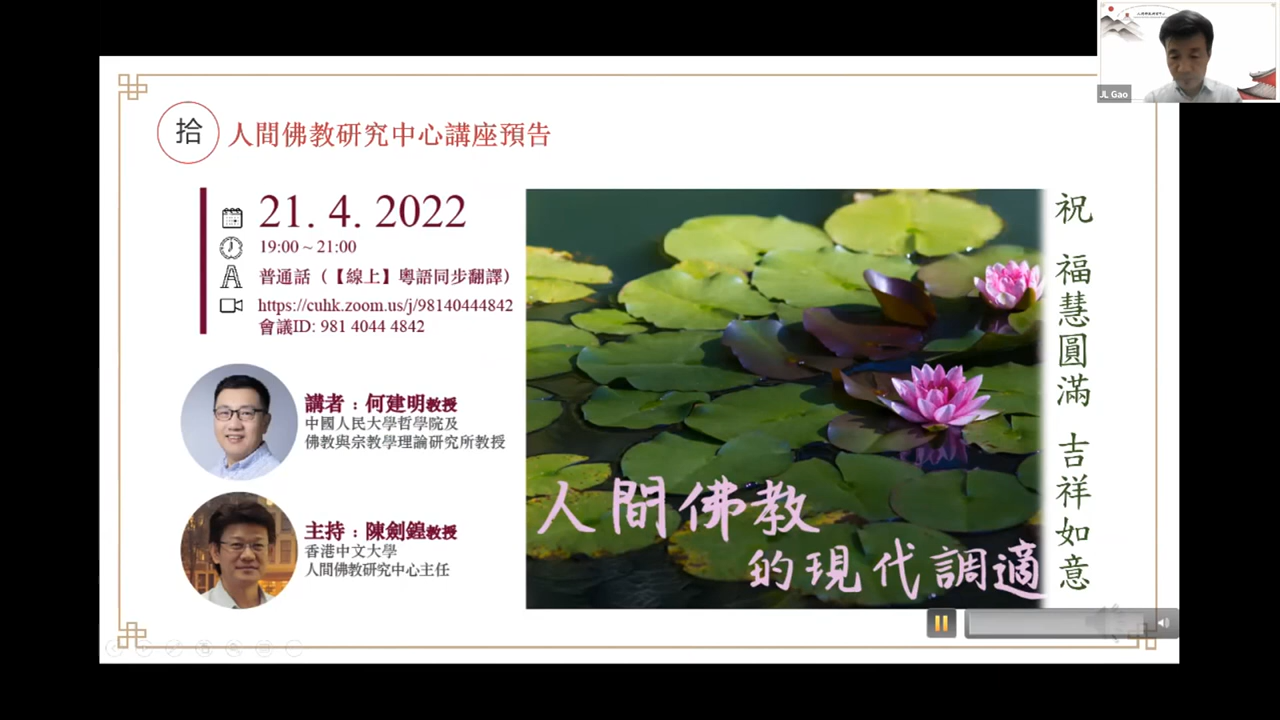 JL Gao
拾
人間佛教研究中心講座預告
21. 4. 2022
19:00 ~ 21:00
普通話（【線上】粵語同步翻譯）
https://cuhk.zoom.us/j/98140444842
會議ID: 981 4044 4842
講者：何建明教授
中國人民大學哲學院及
佛教與宗教學理論研究所教授
主持：陳劍鍠教授
香港中文大學
人間佛教研究中心主任
人間佛教
的現代調適
祝 福慧圓滿 吉祥如意